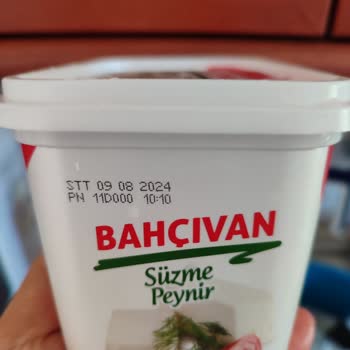 STT 09 08 2024
PN 11D000 10:10
BAHÇIVAN
Süzme
Peynir